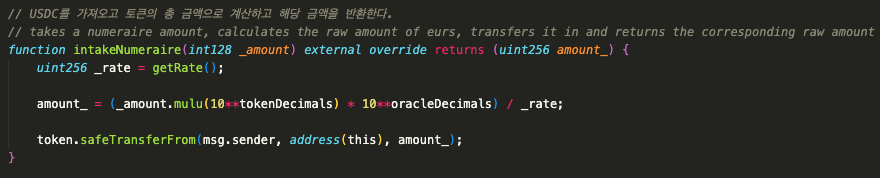 // USDC를 가져오고 토큰의 총 금액으로 계산하고 해당 금액을 반환한다.
// takes a numeraire amount, calculates the raw amount of eurs, transfers it in and returns the corresponding raw amount
function intakeNumeraire(int128 _amount) external override returns (uint256 amount_) {
    uint256 _rate = getRate();
    amount_ = (_amount.mulu(10**tokenDecimals) * 10**oracleDecimals) / _rate;
    token.safeTransferFrom(msg.sender, address(this), amount_);
}